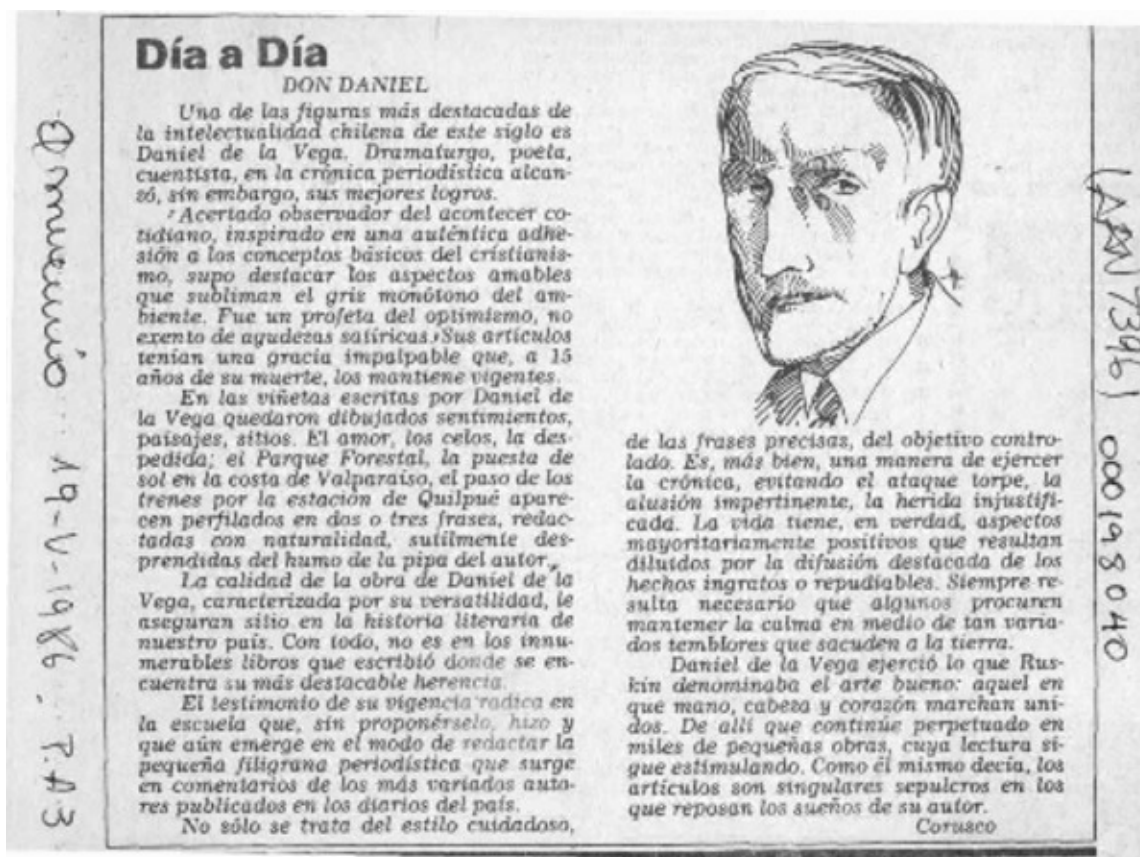 Día a Día
DON DANIEL
Una de las figuras más destacadas de
la intelectualidad chilena de este siglo es
Daniel de la Vega. Dramaturgo, poeta,
cuentista, en la crónica periodística alcan-
zó, sin embargo, sus mejores logros.
Acertado observador del acontecer co-
tidiano, inspirado en una auténtica adhe-
sión a los conceptos básicos del cristianis-
mo, supo destacar los aspectos amables
que subliman el gris monótono del am-
biente. Fue un profeta del optimismo, no
exento de agudezas satíricas. Sus artículos
tenían una gracia impalpable que, a 15
años de su muerte, los mantiene vigentes.
En las viñetas escritas por Daniel de
la Vega quedaron dibujados sentimientos,
paisajes, sitios. El amor, los celos, la des-
pedida; el Parque Forestal, la puesta de
sol en la costa de Valparaíso, el paso de los
trenes por la estación de Quilpué apare-
cen perfilados en dos o tres frases, redac-
tadas con naturalidad, sutilmente des-
prendidas del humo de la pipa del autor.
La calidad de la obra de Daniel de la
Vega, caracterizada por su versatilidad, le
aseguran sitio en la historia literaria de
nuestro país. Con todo, no es en los innu-
merables libros que escribió donde se en-
cuentra su más destacable herencia.
El testimonio de su vigencia radica en
la escuela que, sin proponérselo, hizo y
que aún emerge en el modo de redactar la
pequeña filigrana periodística que surge
en comentarios de los más variados auto-
res publicados en los diarios del país.
No sólo se trata del estilo cuidadoso,
de las frases precisas, del objetivo contro-
lado. Es, más bien, una manera de ejercer
la crónica, evitando el ataque torpe, la
alusión impertinente, la herida injustifi-
cada. La vida tiene, en verdad, aspectos
mayoritariamente positivos que resultan
diluidos por la difusión destacada de los
hechos ingratos o repudiables. Siempre re-
sulta necesario que algunos procuren
mantener la calma en medio de tan varia-
dos temblores que sacuden a la tierra.
Daniel de la Vega ejerció lo que Rus-
kin denominaba el arte bueno: aquel en
que mano, cabeza y corazón marchan uni-
dos. De allí que continúe perpetuado en
miles de pequeñas obras, cuya lectura si-
gue estimulando. Como él mismo decía, los
artículos son singulares sepulcros en los
que reposan los sueños de su autor.
Corusco
19-V-1986. P.A3
(AAN 7396) 00198040